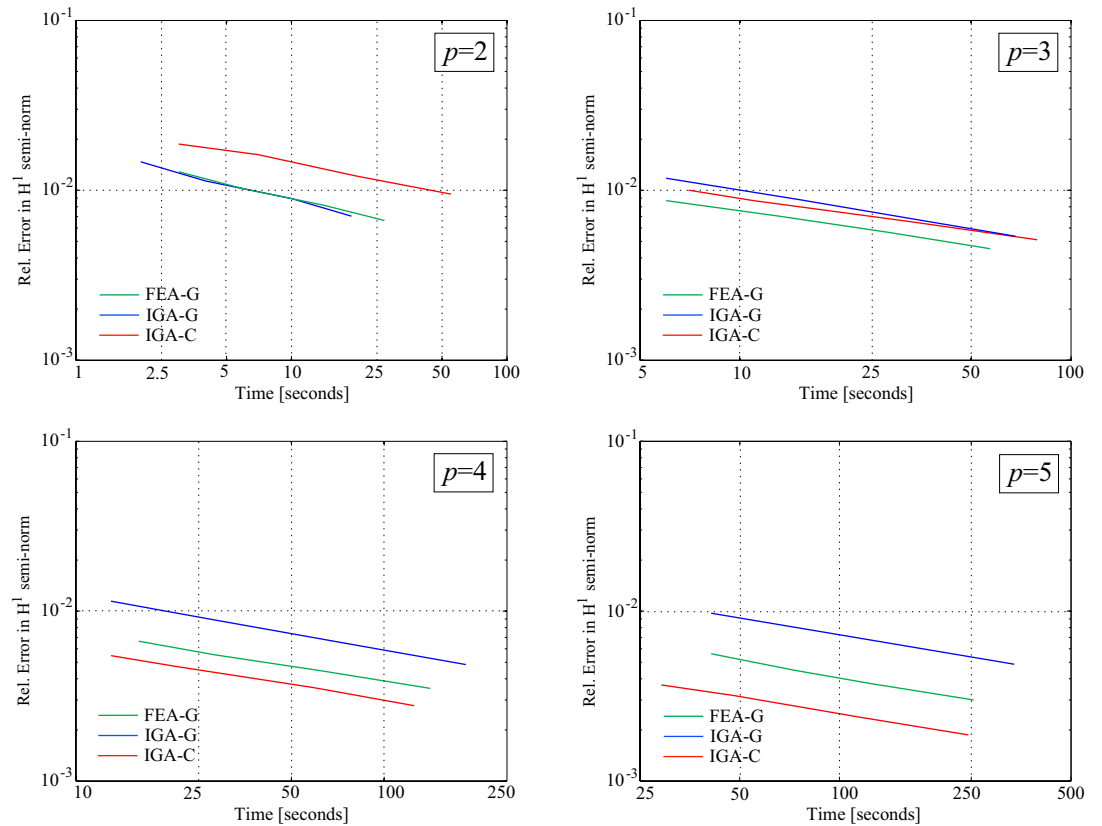 10-1
p=2
Rel. Error in H1 semi-norm
10-2
FEA-G
IGA-G
IGA-C
10-3
1 2.5 5 10 25 50 100
Time [seconds]
10-1
p=3
Rel. Error in H1 semi-norm
10-2
FEA-G
IGA-G
IGA-C
10-3
5 10 25 50 100
Time [seconds]
10-1
p=4
Rel. Error in H1 semi-norm
10-2
FEA-G
IGA-G
IGA-C
10-3
10 25 50 100 250
Time [seconds]
10-1
p=5
Rel. Error in H1 semi-norm
10-2
FEA-G
IGA-G
IGA-C
10-3
25 50 100 250 500
Time [seconds]